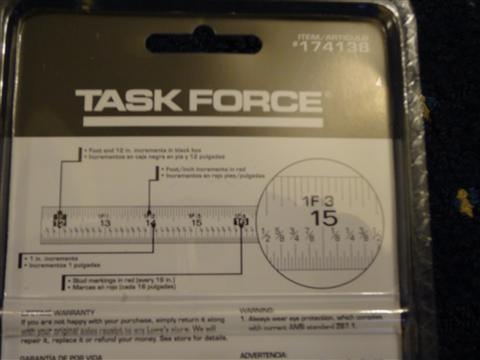 ITEM/ARTÍCULO
#174138
TASK FORCE®
• Foot and 12 in. increments in black box
• Incrementos en caja negra en pie y 12 pulgadas
• Foot/inch increments in red
• Incrementos en rojo pies/pulgadas
12 13 14 15 16
1F 3
15
• 1 in. increments
• Incrementos 1 pulgadas
• Stud markings in red (every 16 in.)
• Marcas en rojo (cada 16 pulgadas)
LIFETIME WARRANTY
If you are not happy with your purchase, simply return it along
with your original sales receipt to any Lowe's store. We will
repair it, replace it or refund your money. See store for details.
GARANTÍA DE POR VIDA
WARNING:
1. Always wear eye protection, which complies
with current ANSI standard Z87.1.
ADVERTENCIA: